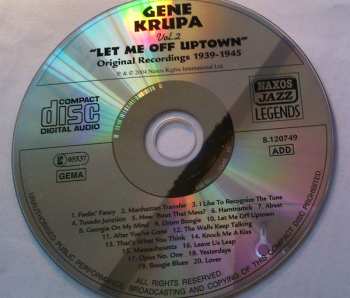 GENE
KRUPA
Vol.2
"LET ME OFF UPTOWN"
Original Recordings 1939-1945
℗ & © 2004 Naxos Rights International Ltd.
COMPACT
disc
DIGITAL AUDIO
NAXOS
JAZZ
LEGENDS
8.120749
ADD
GEMA
1. Feelin' Fancy 2. Manhattan Transfer 3. I Like To Recognize The Tune
4. Tuxedo Junction 5. How 'Bout That Mess? 6. Hamtramck 7. Alreet
8. Georgia On My Mind 9. Drum Boogie 10. Let Me Off Uptown
11. After You've Gone 12. The Walls Keep Talking
13. That's What You Think 14. Knock Me A Kiss
15. Massachusetts 16. Leave Us Leap
17. Opus No. One 18. Yesterdays
19. Boogie Blues 20. Lover
ALL RIGHTS RESERVED.
UNAUTHORISED PUBLIC PERFORMANCE, BROADCASTING AND COPYING OF THIS COMPACT DISC PROHIBITED